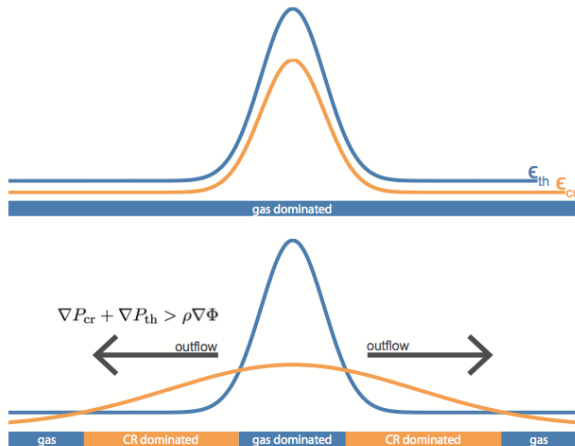 ϵth ϵcr
gas dominated
∇Pcr + ∇Pth > ρ∇Φ
outflow outflow
gas CR dominated gas dominated CR dominated gas